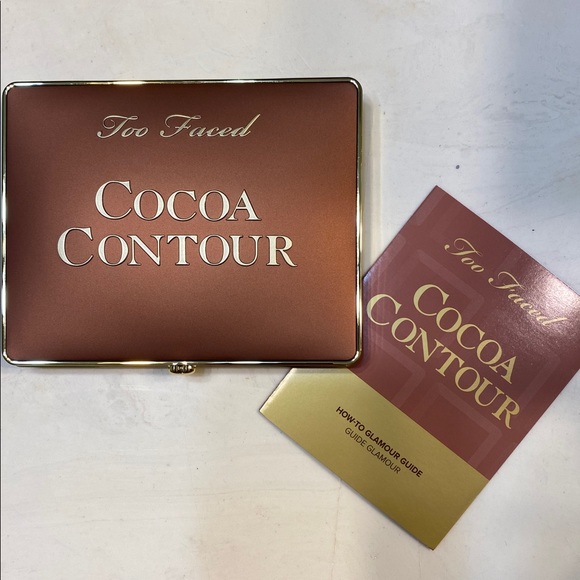 Too Faced
COCOA
CONTOUR
Too Faced
COCOA
CONTOUR
HOW-TO GLAMOUR GUIDE
GUIDE GLAMOUR